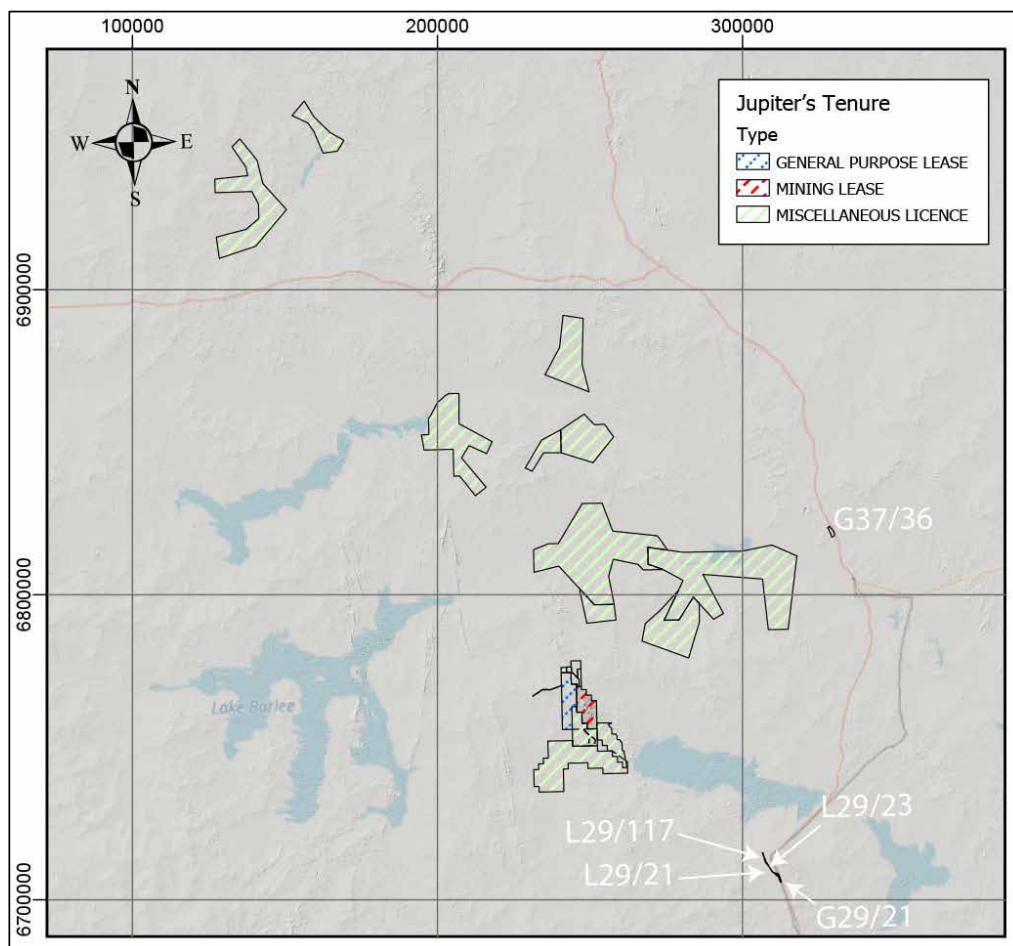 100000
200000
300000
N
W
E
S
Jupiter's Tenure
Type
GENERAL PURPOSE LEASE
MINING LEASE
MISCELLANEOUS LICENCE
6900000
G37/36
6800000
Lake Barlee
L29/23
L29/117
L29/21
G29/21
6700000